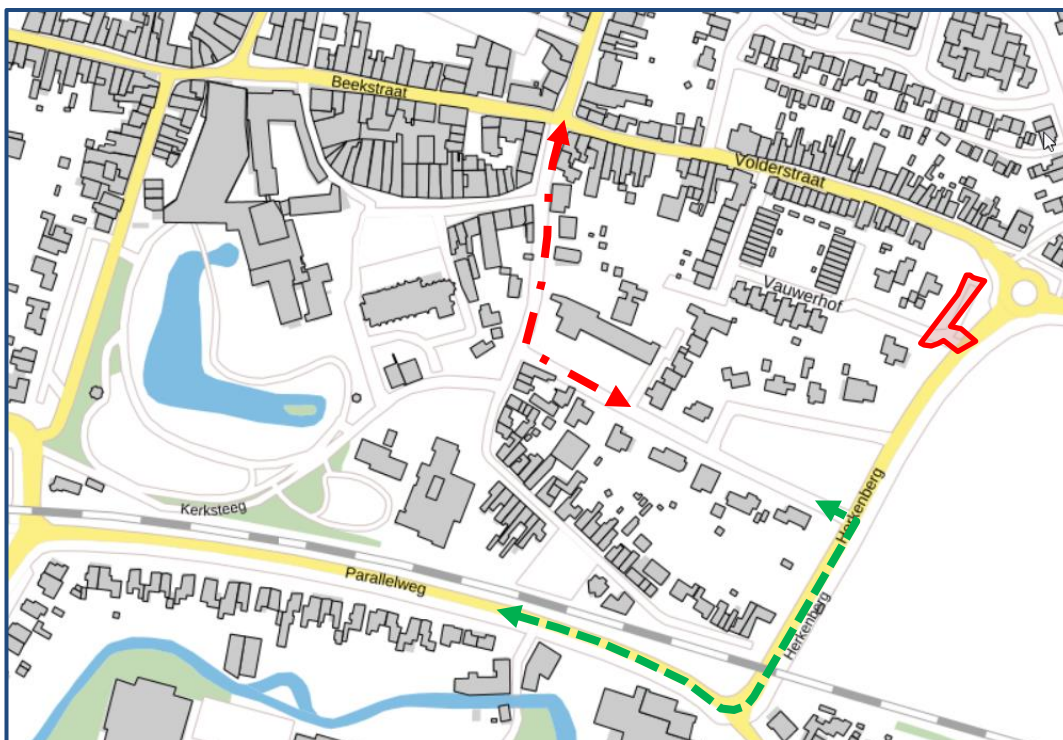 Beekstraat
Volderstraat
Vauwerhof
Herkenberg
Kerksteeg
Parallelweg
Herkenberg